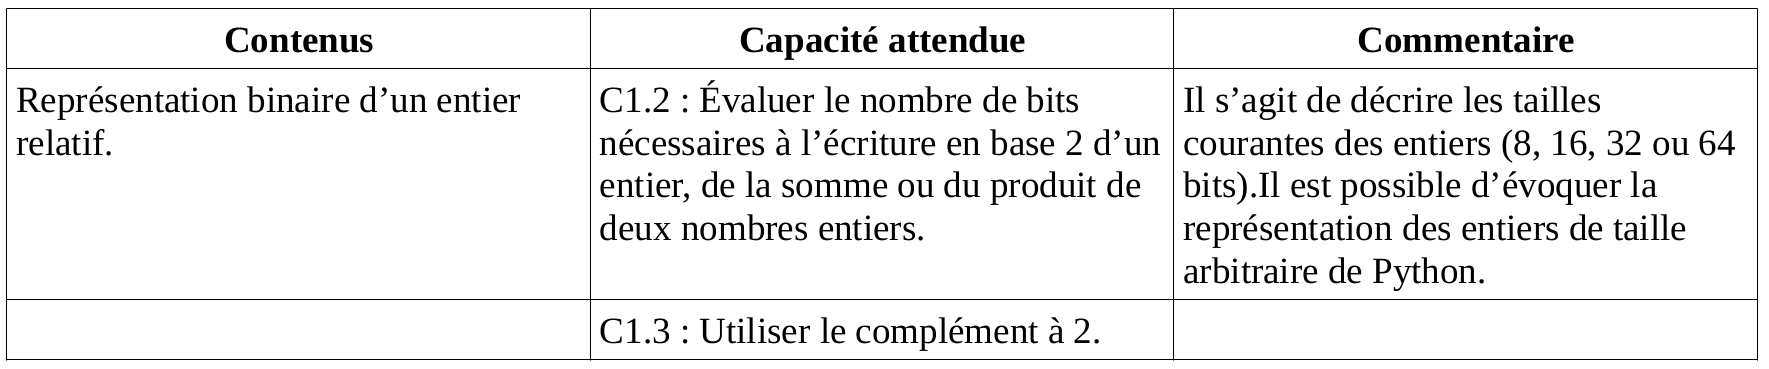 Contenus
Capacité attendue
Commentaire
Représentation binaire d’un entier
relatif.
C1.2 : Évaluer le nombre de bits
nécessaires à l’écriture en base 2 d’un
entier, de la somme ou du produit de
deux nombres entiers.
Il s’agit de décrire les tailles
courantes des entiers (8, 16, 32 ou 64
bits).Il est possible d’évoquer la
représentation des entiers de taille
arbitraire de Python.
C1.3 : Utiliser le complément à 2.